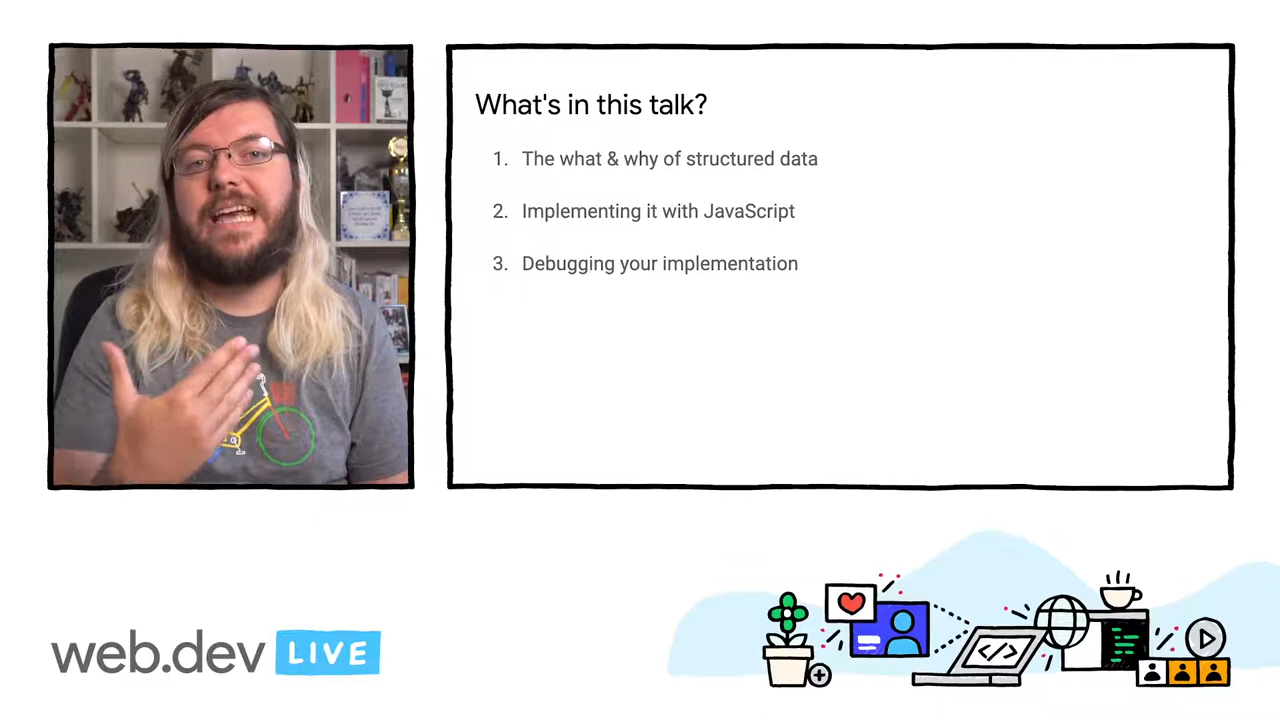 What's in this talk?
1. The what & why of structured data
2. Implementing it with JavaScript
3. Debugging your implementation
web.dev LIVE
<//>